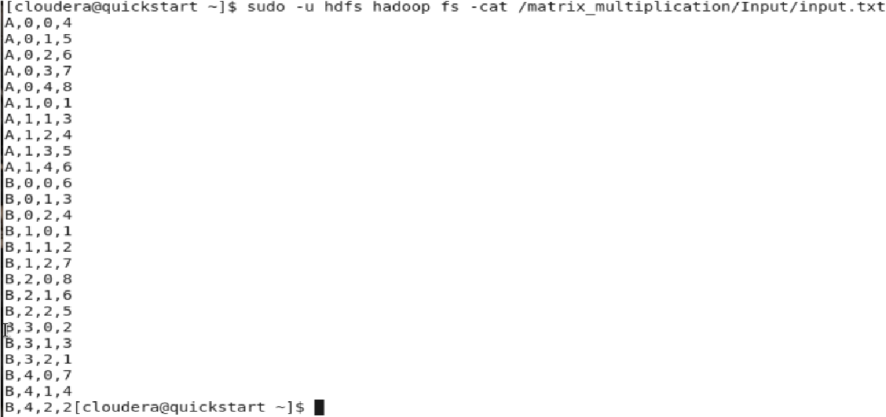 [cloudera@quickstart ~]$ sudo -u hdfs hadoop fs -cat /matrix_multiplication/Input/input.txt
A,0,0,4
A,0,1,5
A,0,2,6
A,0,3,7
A,0,4,8
A,1,0,1
A,1,1,3
A,1,2,4
A,1,3,5
A,1,4,6
B,0,0,6
B,0,1,3
B,0,2,4
B,1,0,1
B,1,1,2
B,1,2,7
B,2,0,8
B,2,1,6
B,2,2,5
B,3,0,2
B,3,1,3
B,3,2,1
B,4,0,7
B,4,1,4
B,4,2,2[cloudera@quickstart ~]$